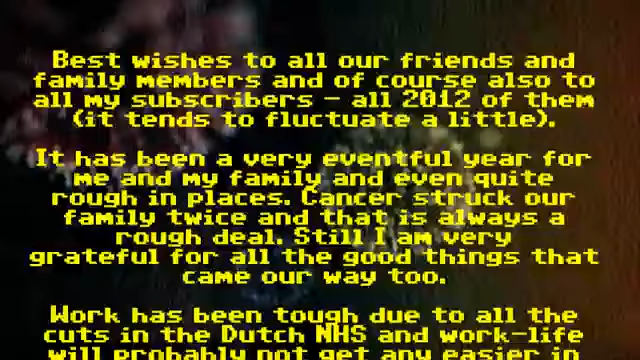 Best wishes to all our friends and
family members and of course also to
all my subscribers - all 2012 of them
(it tends to fluctuate a little).
It has been a very eventful year for
me and my family and even quite
rough in places. Cancer struck our
family twice and that is always a
rough deal. Still I am very
grateful for all the good things that
came our way too.
Work has been tough due to all the
cuts in the Dutch NHS and work-life
will probably not get any easier in